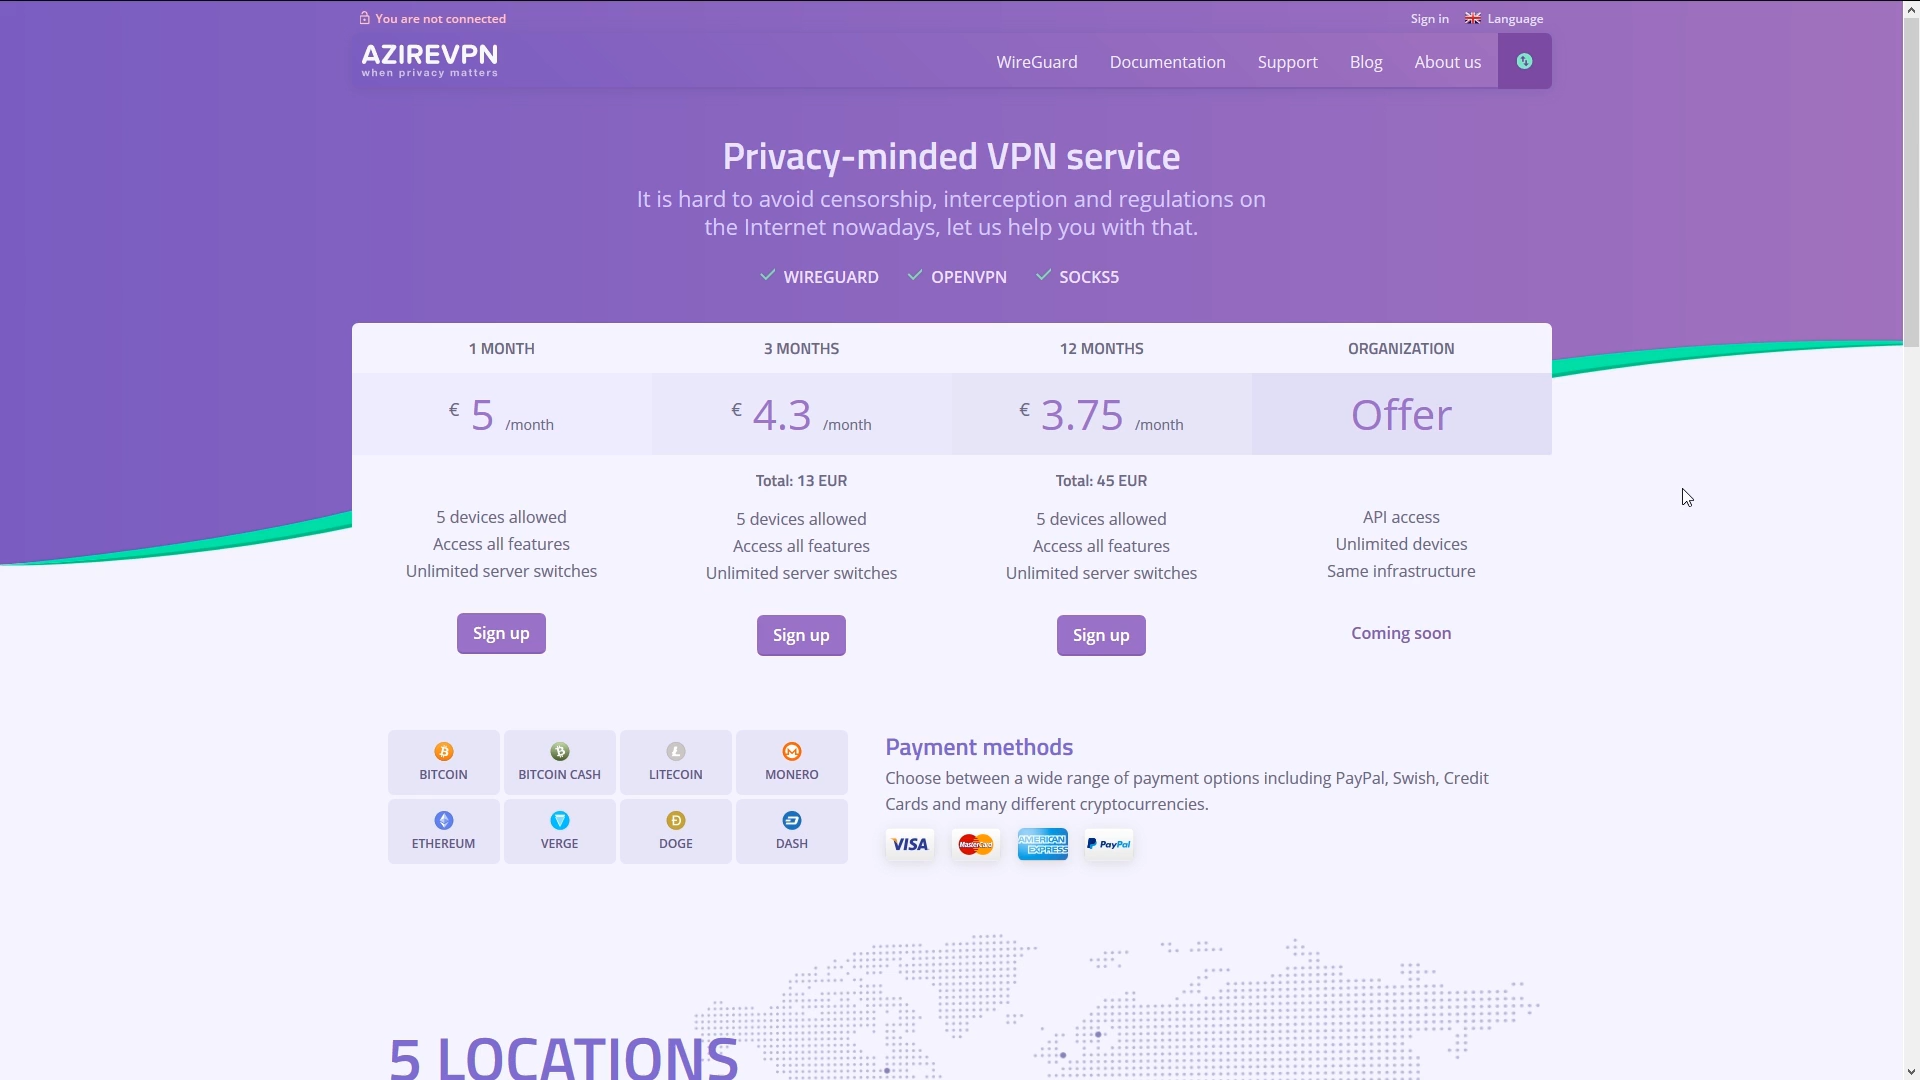 You are not connected
Sign in
Language
AZIREVPN
when privacy matters
WireGuard
Documentation
Support
Blog
About us
Privacy-minded VPN service
It is hard to avoid censorship, interception and regulations on
the Internet nowadays, let us help you with that.
WIREGUARD
OPENVPN
SOCKS5
1 MONTH
3 MONTHS
12 MONTHS
ORGANIZATION
€ 5 /month
€ 4.3 /month
€ 3.75 /month
Offer
Total: 13 EUR
Total: 45 EUR
5 devices allowed
Access all features
Unlimited server switches
5 devices allowed
Access all features
Unlimited server switches
5 devices allowed
Access all features
Unlimited server switches
API access
Unlimited devices
Same infrastructure
Sign up
Sign up
Sign up
Coming soon
BITCOIN
BITCOIN CASH
LITECOIN
MONERO
ETHEREUM
VERGE
DOGE
DASH
Payment methods
Choose between a wide range of payment options including PayPal, Swish, Credit
Cards and many different cryptocurrencies.
VISA
MasterCard
AMERICAN
EXPRESS
PayPal
5 LOCATIONS